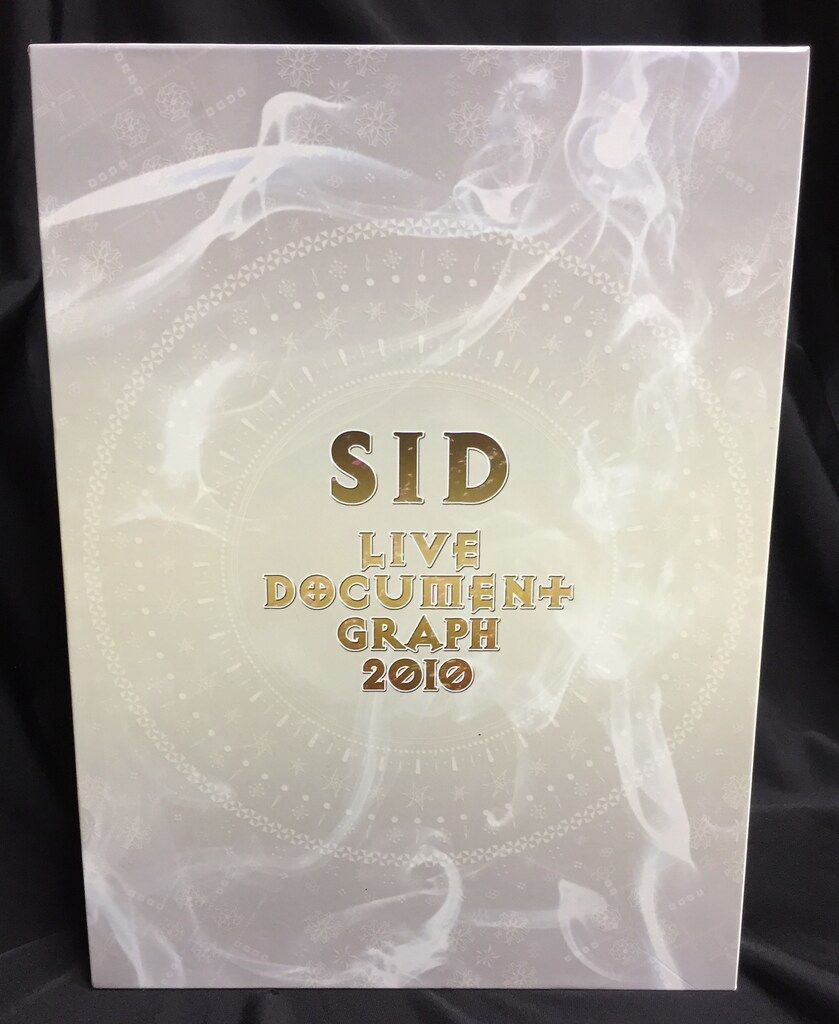 SID
LIVE
DOCUMENT
GRAPH
2010